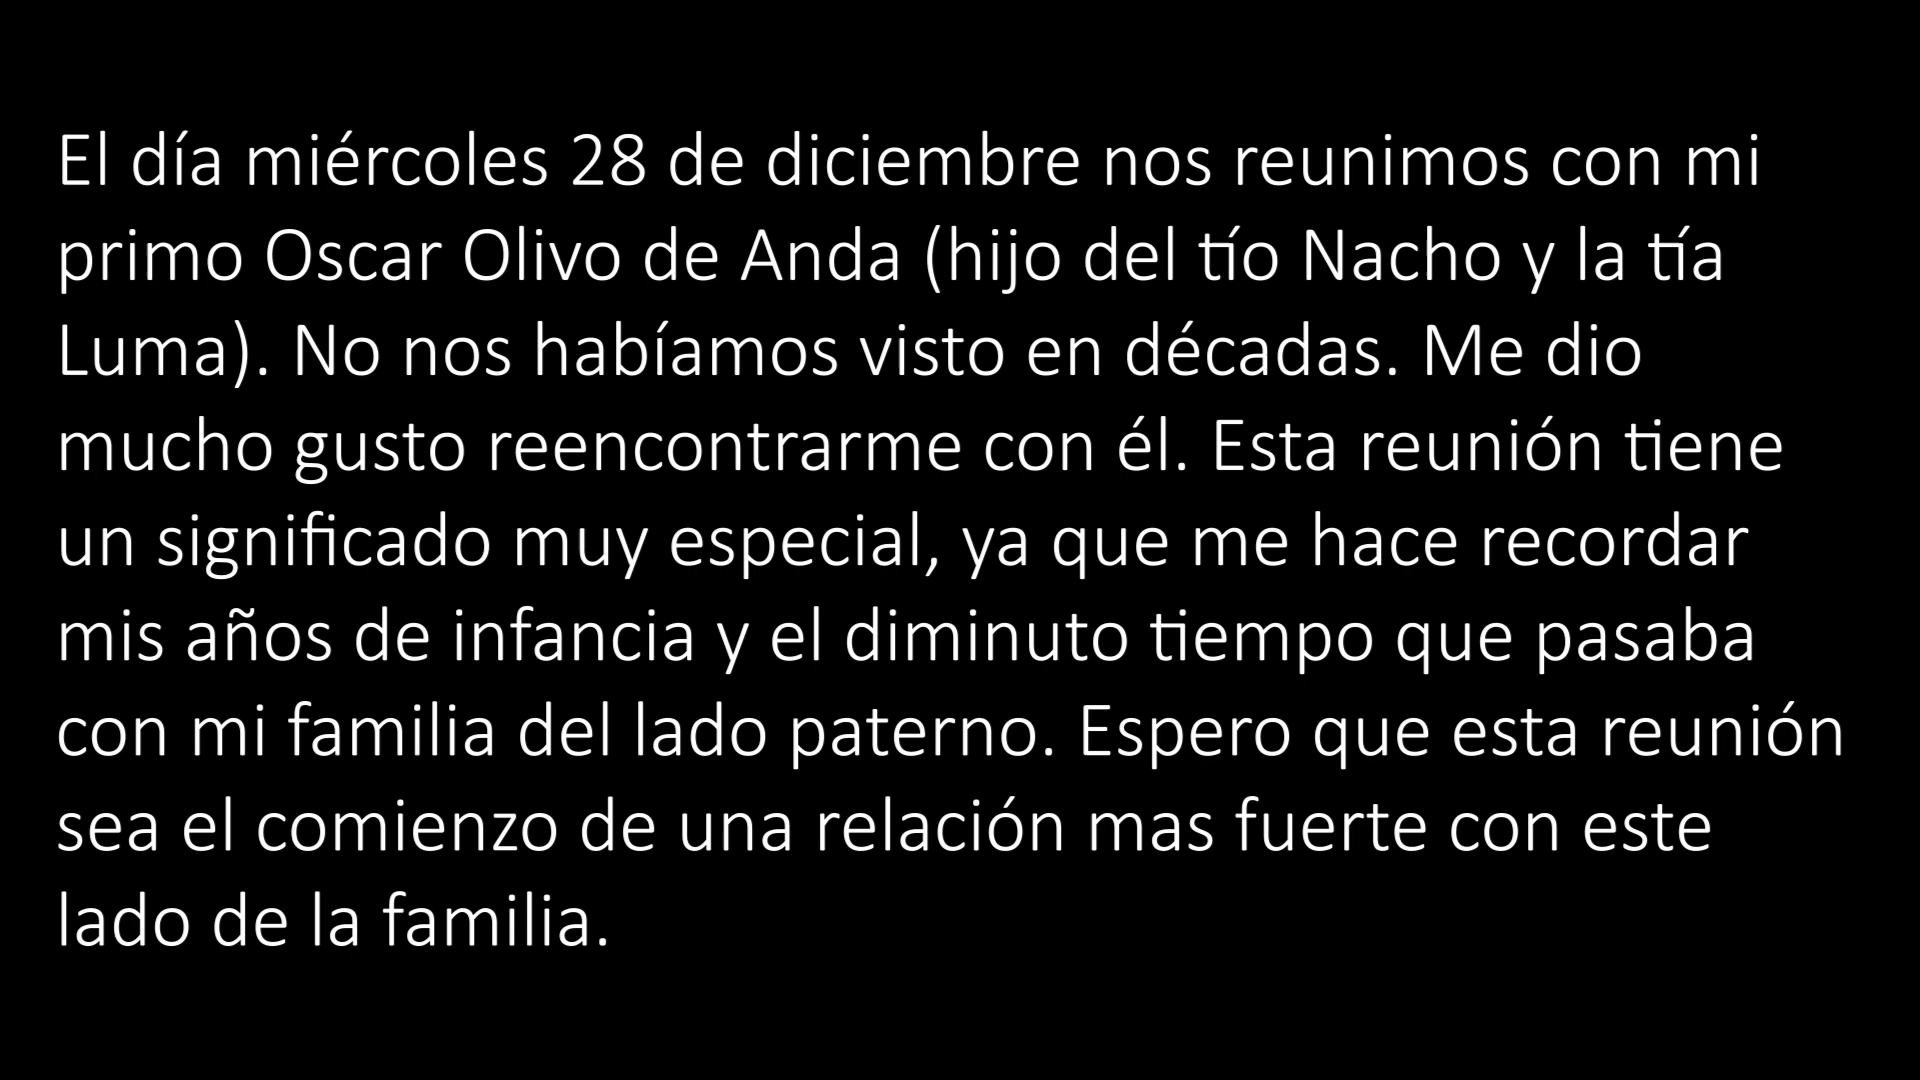 El día miércoles 28 de diciembre nos reunimos con mi
primo Oscar Olivo de Anda (hijo del tío Nacho y la tía
Luma). No nos habíamos visto en décadas. Me dio
mucho gusto reencontrarme con él. Esta reunión tiene
un significado muy especial, ya que me hace recordar
mis años de infancia y el diminuto tiempo que pasaba
con mi familia del lado paterno. Espero que esta reunión
sea el comienzo de una relación mas fuerte con este
lado de la familia.